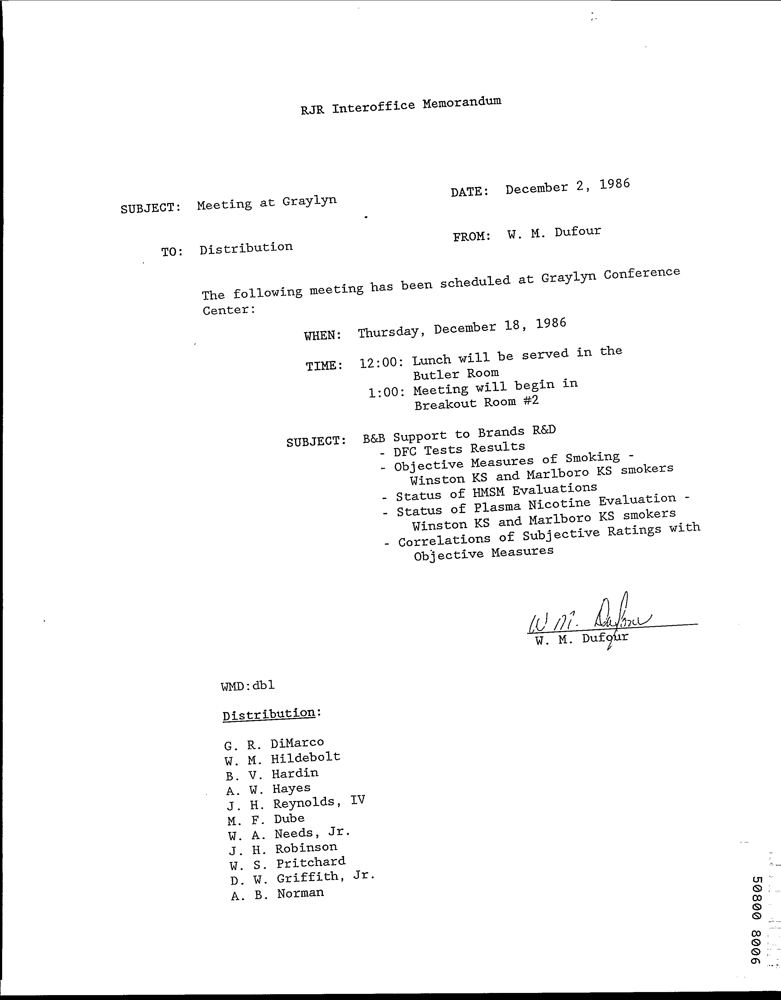 RJR Interoffice Memorandum
SUBJECT: Meeting at Graylyn
DATE: December 2, 1986
TO: Distribution
FROM: W. M. Dufour
The following meeting has been scheduled at Graylyn Conference
Center:
WHEN: Thursday, December 18, 1986
TIME: 12:00: Lunch will be served in the
Butler Room
1:00: Meeting will begin in
Breakout Room #2
SUBJECT: B&B Support to Brands R&D
- DFC Tests Results
- Objective Measures of Smoking -
Winston KS and Marlboro KS smokers
- Status of HMSM Evaluations
- Status of Plasma Nicotine Evaluation -
Winston KS and Marlboro KS smokers
- Correlations of Subjective Ratings with
Objective Measures
W. M. Dufour
W. M. Dufour
WMD:dbl
Distribution:
G. R. DiMarco
W. M. Hildebolt
B. V. Hardin
A. W. Hayes
J. H. Reynolds, IV
M. F. Dube
W. A. Needs, Jr.
J. H. Robinson
W. S. Pritchard
D. W. Griffith, Jr.
A. B. Norman
50800 8006